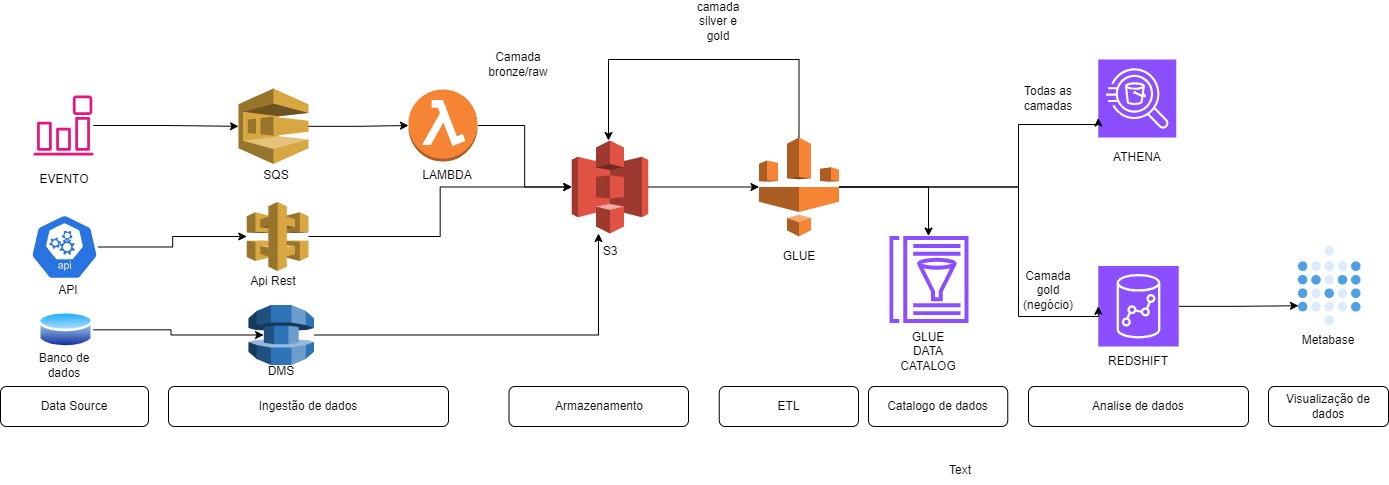 camada
silver e
gold
Camada
bronze/raw
EVENTO
SQS
LAMBDA
Todas as
camadas
ATHENA
api
API
Api Rest
S3
GLUE
Camada
gold
(negócio)
Banco de
dados
DMS
GLUE
DATA
CATALOG
REDSHIFT
Metabase
Data Source
Ingestão de dados
Armazenamento
ETL
Catalogo de dados
Analise de dados
Visualização de
dados
Text